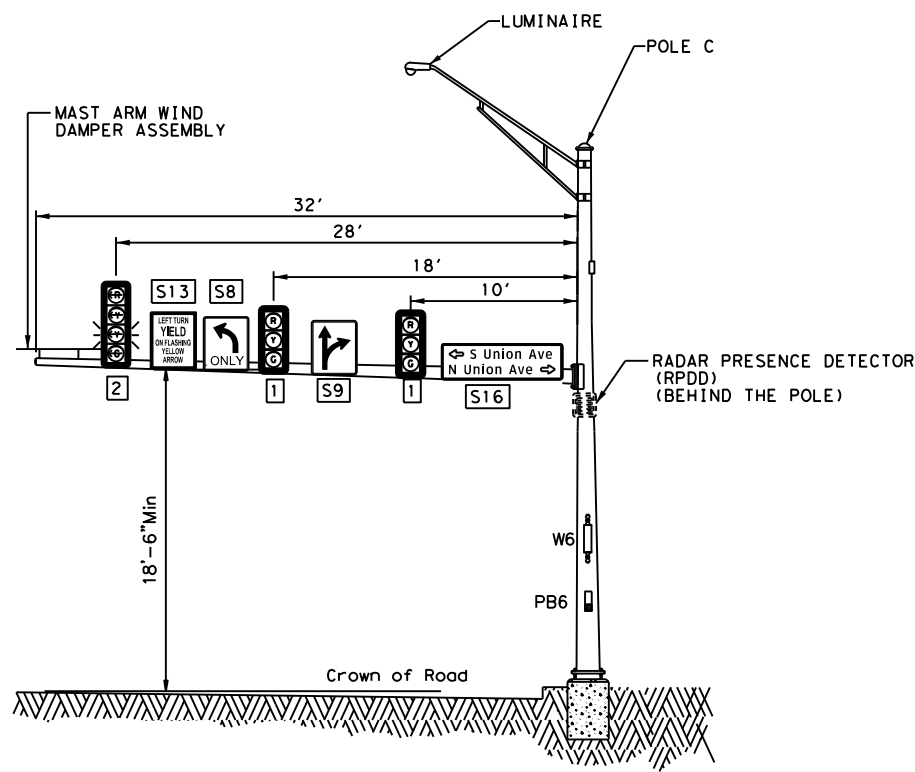 LUMINAIRE
POLE C
MAST ARM WIND
DAMPER ASSEMBLY
32'
28'
18'
10'
S13
S8
R
Y
Y
G
LEFT TURN
YIELD
ON FLASHING
YELLOW
ARROW
ONLY
R
Y
G
R
Y
G
S Union Ave
N Union Ave
2
1
S9
1
S16
RADAR PRESENCE DETECTOR
(RPDD)
(BEHIND THE POLE)
18'-6"Min
W6
PB6
Crown of Road